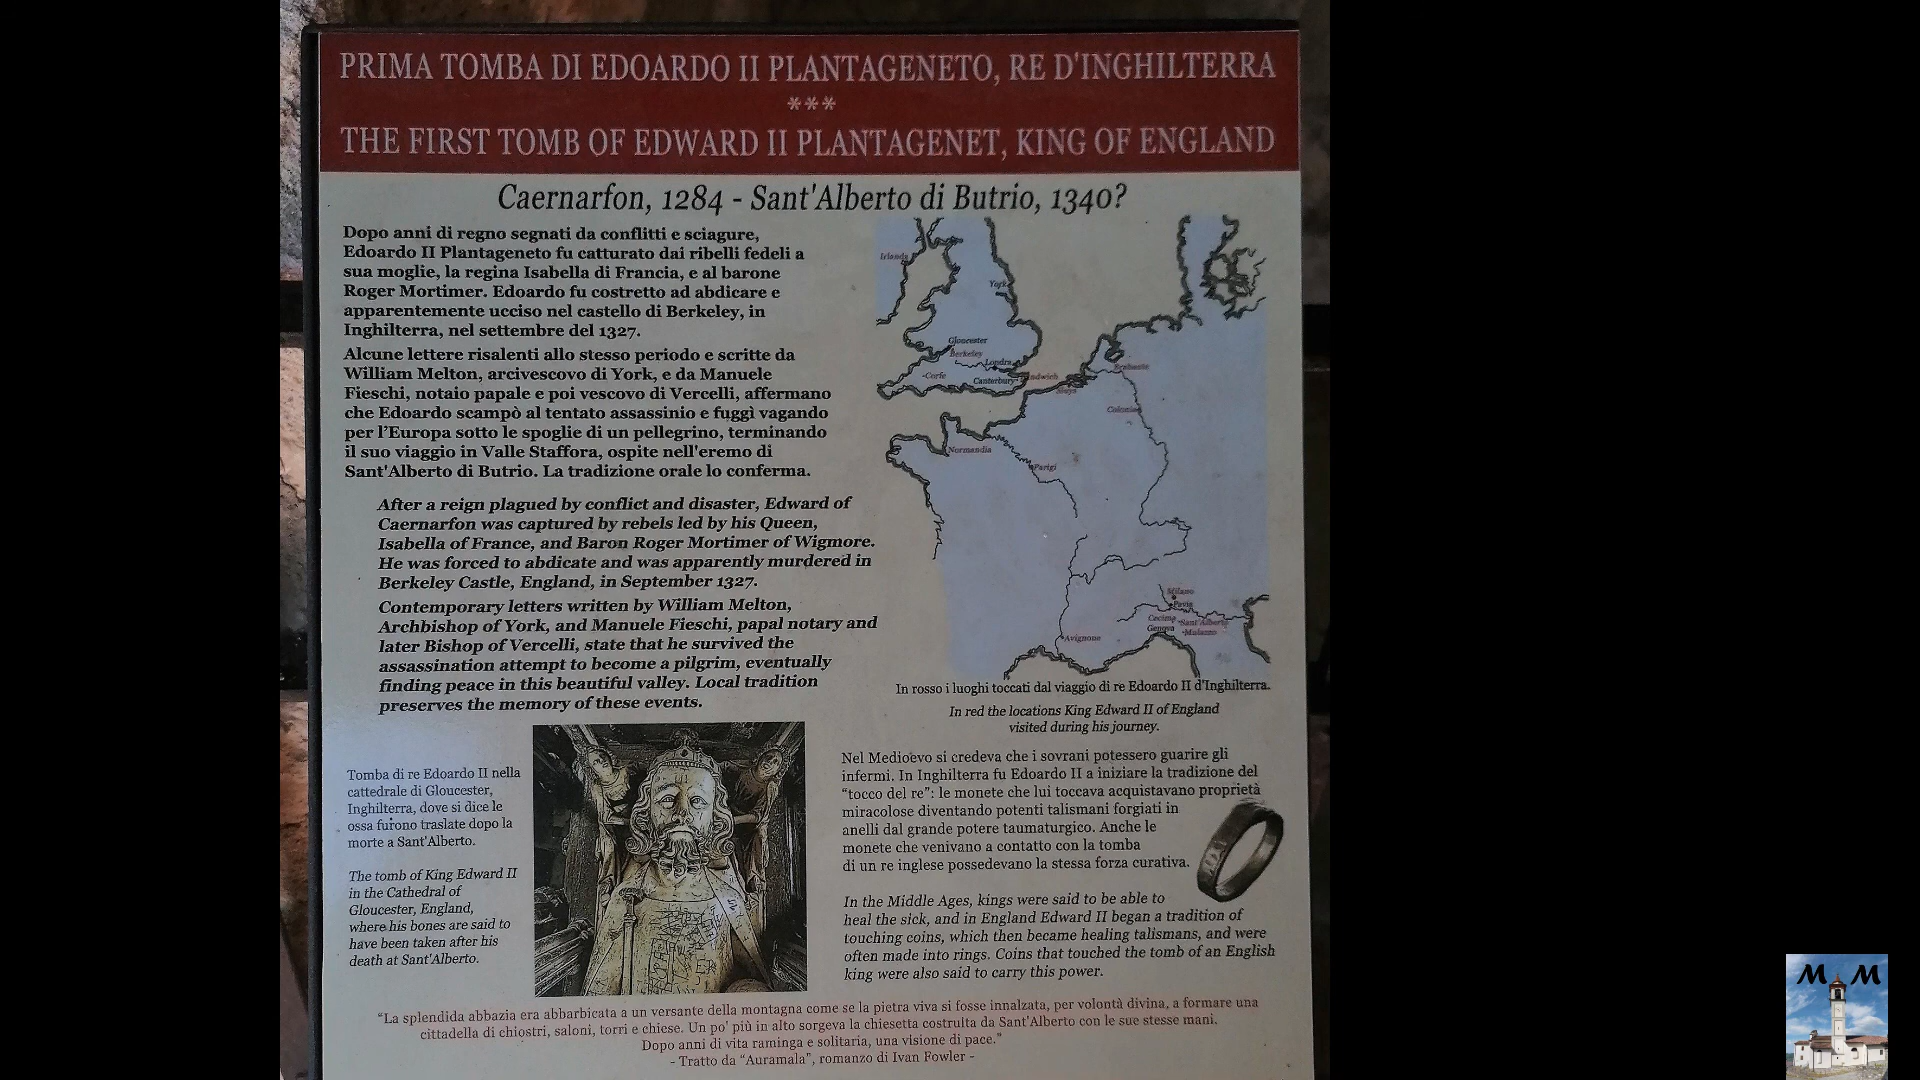 PRIMA TOMBA DI EDOARDO II PLANTAGENETO, RE D'INGHILTERRA
***
THE FIRST TOMB OF EDWARD II PLANTAGENET, KING OF ENGLAND
Caernarfon, 1284 - Sant'Alberto di Butrio, 1340?
Dopo anni di regno segnati da conflitti e sciagure,
Edoardo II Plantageneto fu catturato dai ribelli fedeli a
sua moglie, la regina Isabella di Francia, e al barone
Roger Mortimer. Edoardo fu costretto ad abdicare e
apparentemente ucciso nel castello di Berkeley, in
Inghilterra, nel settembre del 1327.
Alcune lettere risalenti allo stesso periodo e scritte da
William Melton, arcivescovo di York, e da Manuele
Fieschi, notaio papale e poi vescovo di Vercelli, affermano
che Edoardo scampò al tentato assassinio e fuggì vagando
per l'Europa sotto le spoglie di un pellegrino, terminando
il suo viaggio in Valle Staffora, ospite nell'eremo di
Sant'Alberto di Butrio. La tradizione orale lo conferma.
After a reign plagued by conflict and disaster, Edward of
Caernarfon was captured by rebels led by his Queen,
Isabella of France, and Baron Roger Mortimer of Wigmore.
He was forced to abdicate and was apparently murdered in
Berkeley Castle, England, in September 1327.
Contemporary letters written by William Melton,
Archbishop of York, and Manuele Fieschi, papal notary and
later Bishop of Vercelli, state that he survived the
assassination attempt to become a pilgrim, eventually
finding peace in this beautiful valley. Local tradition
preserves the memory of these events.
Irlanda
York
Gloucester
Berkeley
Londra
Corfe
Canterbury
Sluys
Brabante
Colonia
Normandia
Parigi
Milano
Pavia
Cecima
Sant'Alberto
Genova
Mulazzo
Avignone
In rosso i luoghi toccati dal viaggio di re Edoardo II d'Inghilterra.
In red the locations King Edward II of England
visited during his journey.
Tomba di re Edoardo II nella
cattedrale di Gloucester,
Inghilterra, dove si dice le
ossa furono traslate dopo la
morte a Sant'Alberto.
The tomb of King Edward II
in the Cathedral of
Gloucester, England,
where his bones are said to
have been taken after his
death at Sant'Alberto.
Nel Medioevo si credeva che i sovrani potessero guarire gli
infermi. In Inghilterra fu Edoardo II a iniziare la tradizione del
“tocco del re”: le monete che lui toccava acquistavano proprietà
miracolose diventando potenti talismani forgiati in
anelli dal grande potere taumaturgico. Anche le
monete che venivano a contatto con la tomba
di un re inglese possedevano la stessa forza curativa.
In the Middle Ages, kings were said to be able to
heal the sick, and in England Edward II began a tradition of
touching coins, which then became healing talismans, and were
often made into rings. Coins that touched the tomb of an English
king were also said to carry this power.
“La splendida abbazia era abbarbicata a un versante della montagna come se la pietra viva si fosse innalzata, per volontà divina, a formare una
cittadella di chiostri, saloni, torri e chiese. Un po' più in alto sorgeva la chiesetta costruita da Sant'Alberto con le sue stesse mani.
Dopo anni di vita raminga e solitaria, una visione di pace.”
- Tratto da “Auramala”, romanzo di Ivan Fowler -
M M